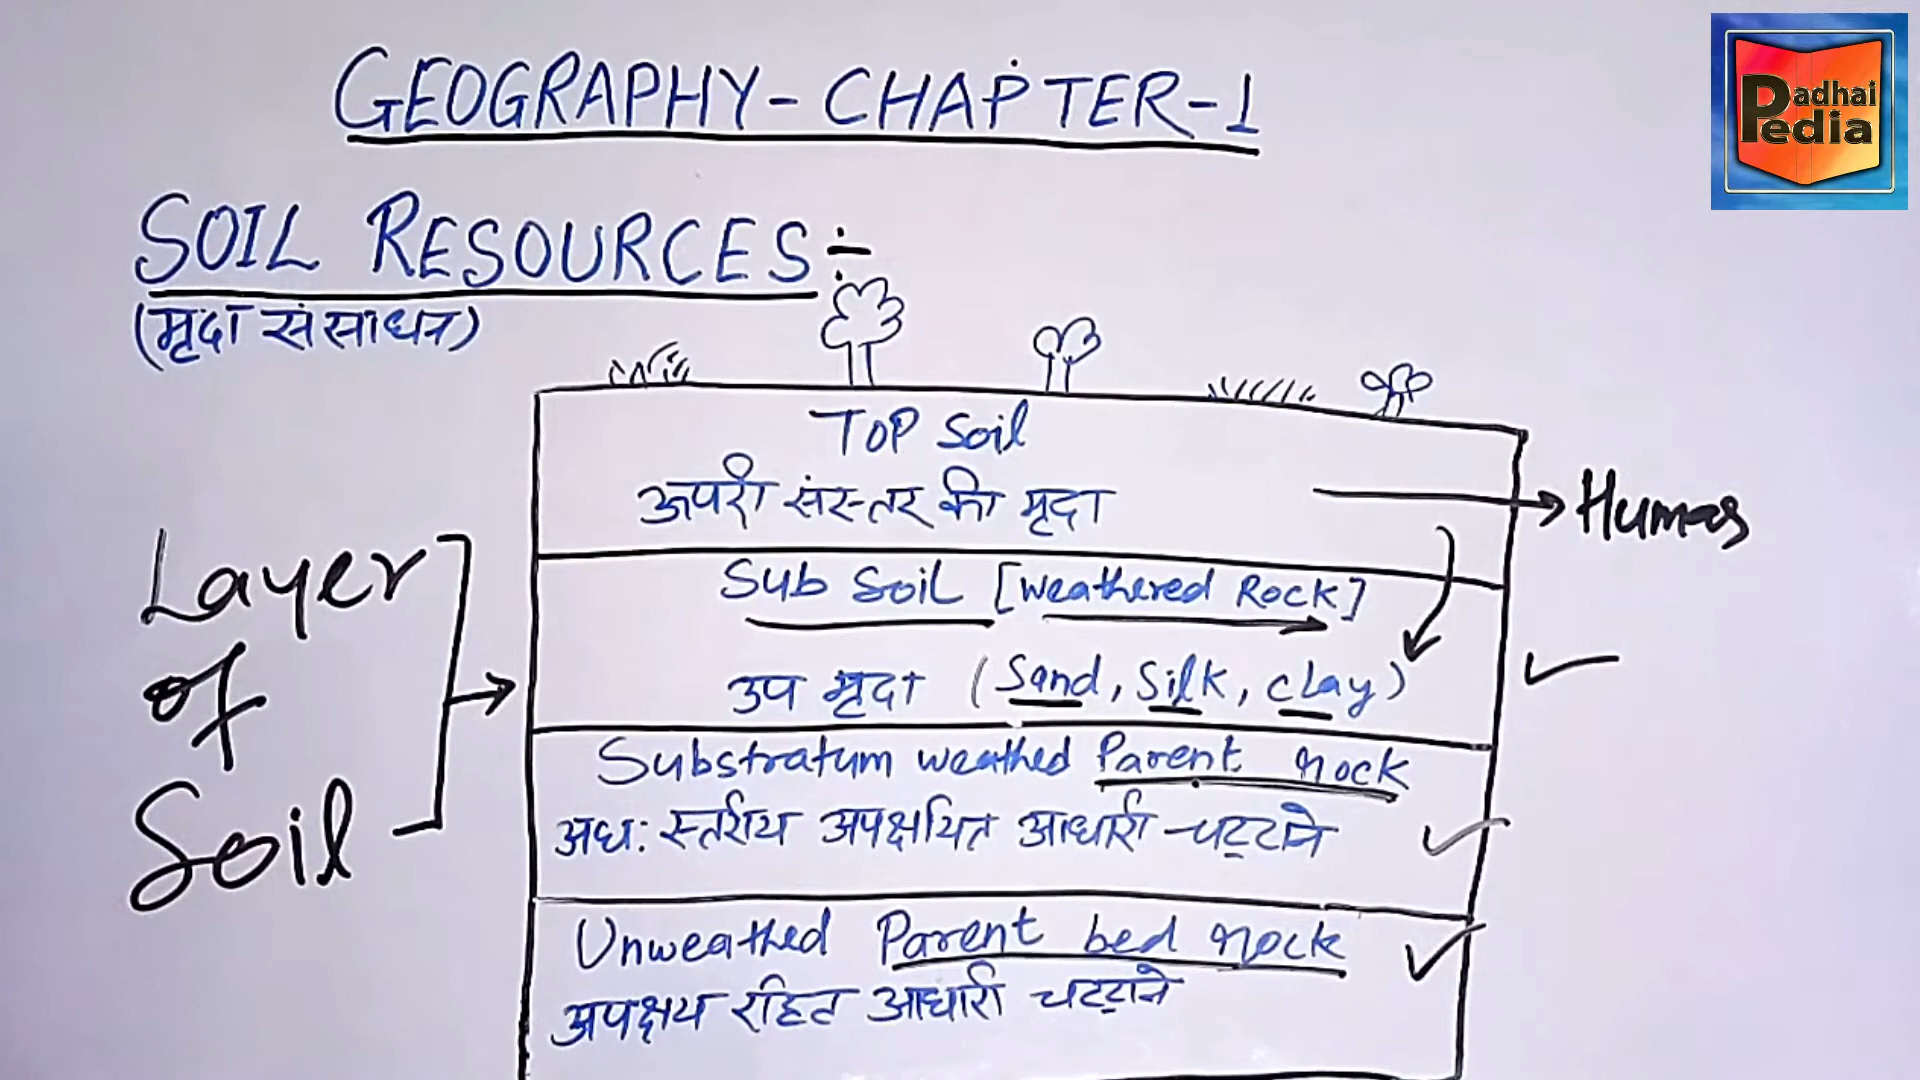 GEOGRAPHY-CHAPTER-1
Padhai Pedia
SOIL RESOURCES:-
(मृदा संसाधन)
TOP Soil
ऊपरी संस्तर की मृदा
Humas
Layer of Soil
Sub Soil [Weathered Rock]
उप मृदा (Sand, Silk, Clay)
Substratum weathed Parent rock
अध: स्तरीय अपक्षयित आधारी चट्टाने
Unweathed Parent bed rock
अपक्षय रहित आधारी चट्टाने